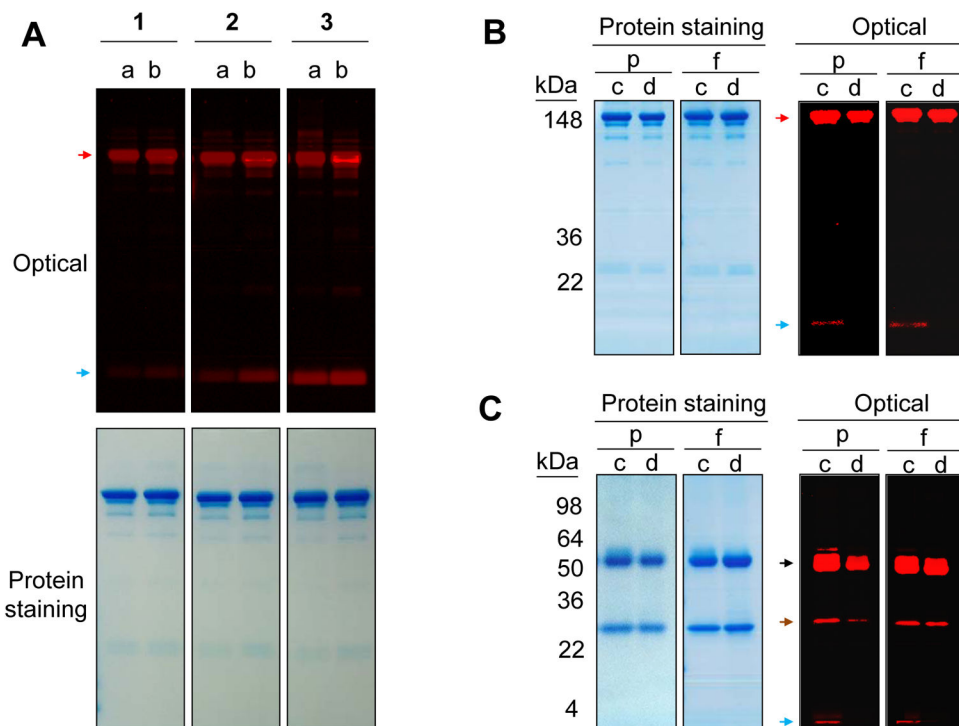 A
1 2 3
a b a b a b
Optical
Protein
staining
B
Protein staining Optical
p f p f
kDa c d c d c d c d
148
36
22
C
Protein staining Optical
p f p f
kDa c d c d c d c d
98
64
50
36
22
4